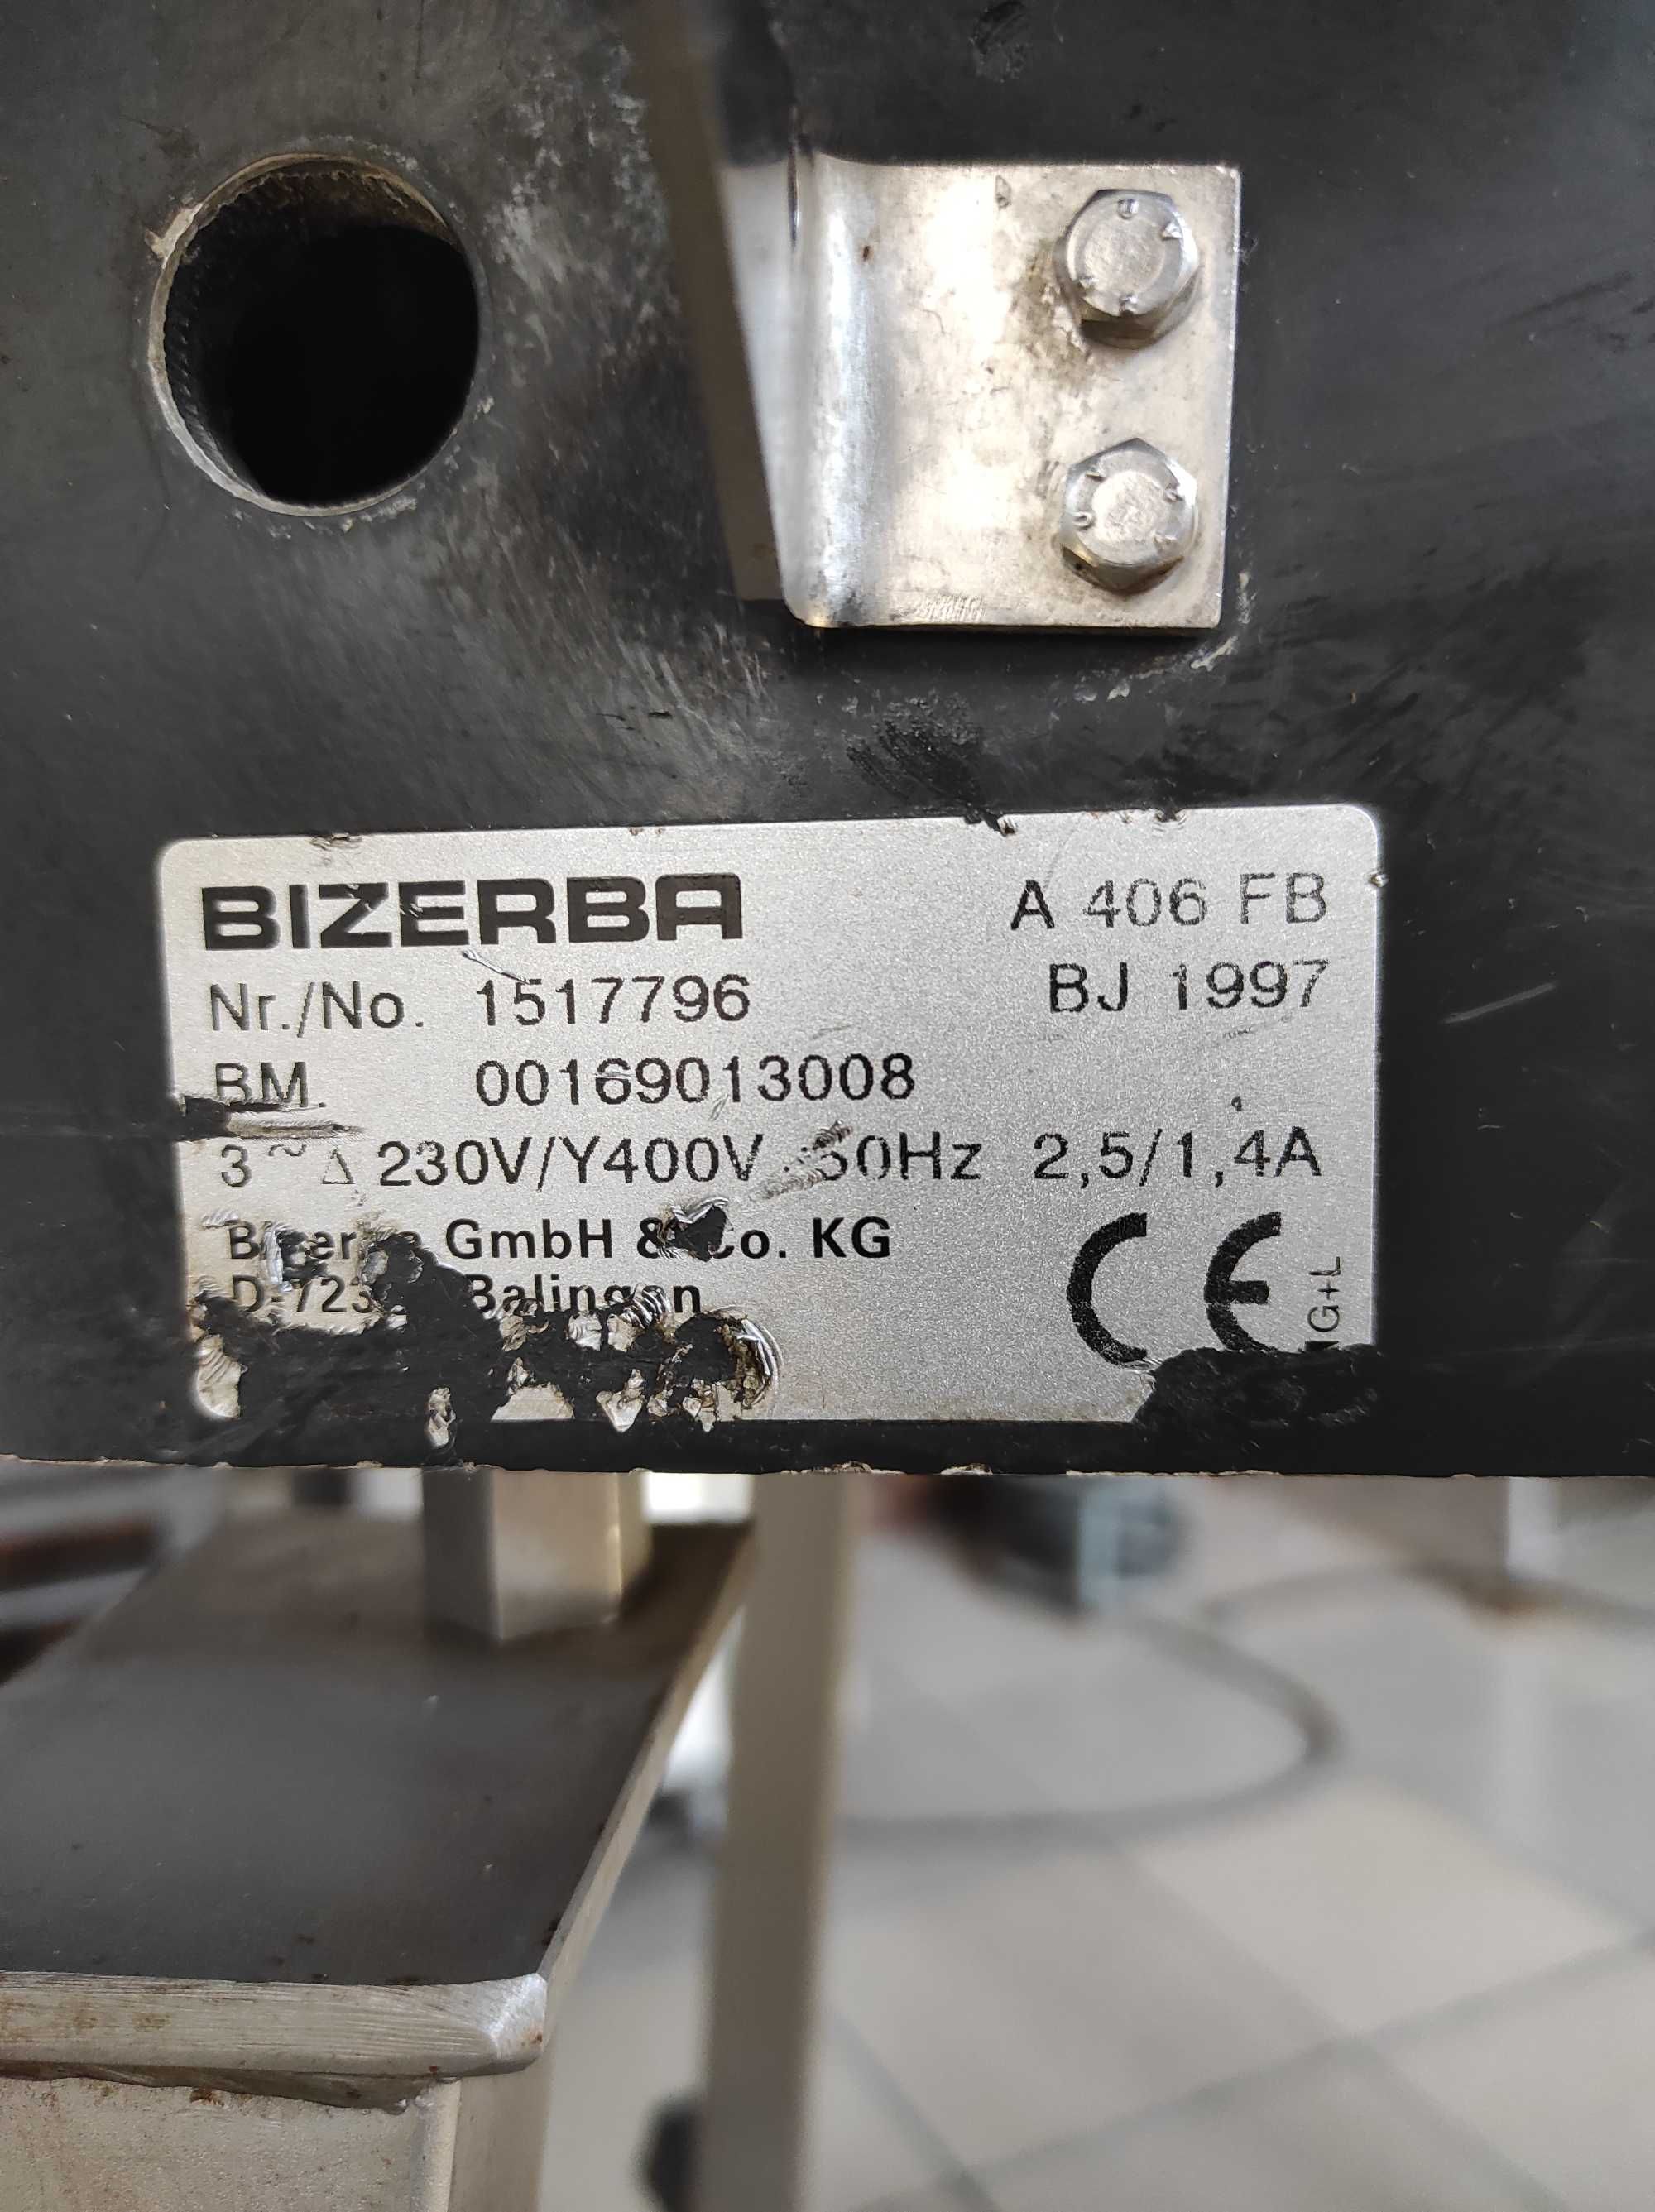 BIZERBA A 406 FB
Nr./No. 1517796 BJ 1997
BM. 00169013008
3 ~ Δ 230V/Y400V 50Hz 2,5/1,4A
GmbH & Co. KG
Balingen
CE